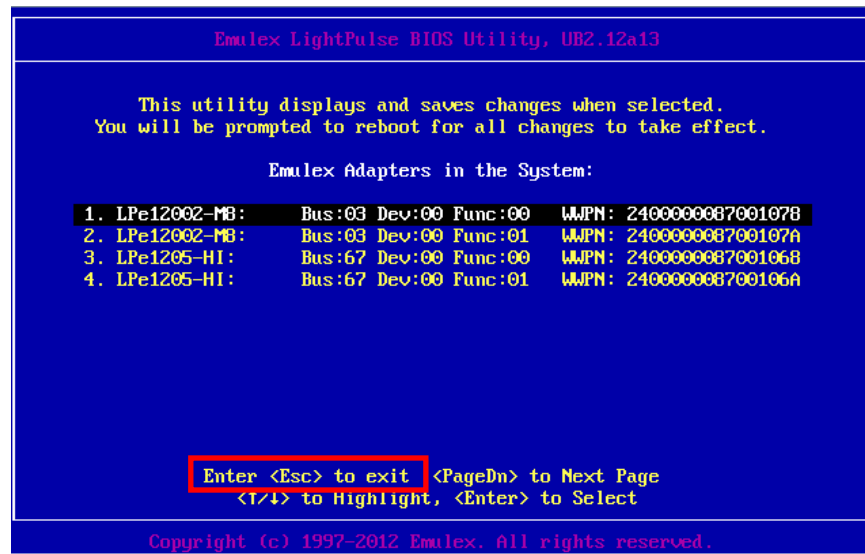 Emulex LightPulse BIOS Utility, UB2.12a13
This utility displays and saves changes when selected.
You will be prompted to reboot for all changes to take effect.
Emulex Adapters in the System:
1. LPe12002-M8: Bus:03 Dev:00 Func:00 WWPN: 2400000087001078
2. LPe12002-M8: Bus:03 Dev:00 Func:01 WWPN: 240000008700107A
3. LPe1205-HI: Bus:67 Dev:00 Func:00 WWPN: 2400000087001068
4. LPe1205-HI: Bus:67 Dev:00 Func:01 WWPN: 240000008700106A
Enter <Esc> to exit <PageDn> to Next Page
<↑/↓> to Highlight, <Enter> to Select
Copyright (c) 1997-2012 Emulex. All rights reserved.